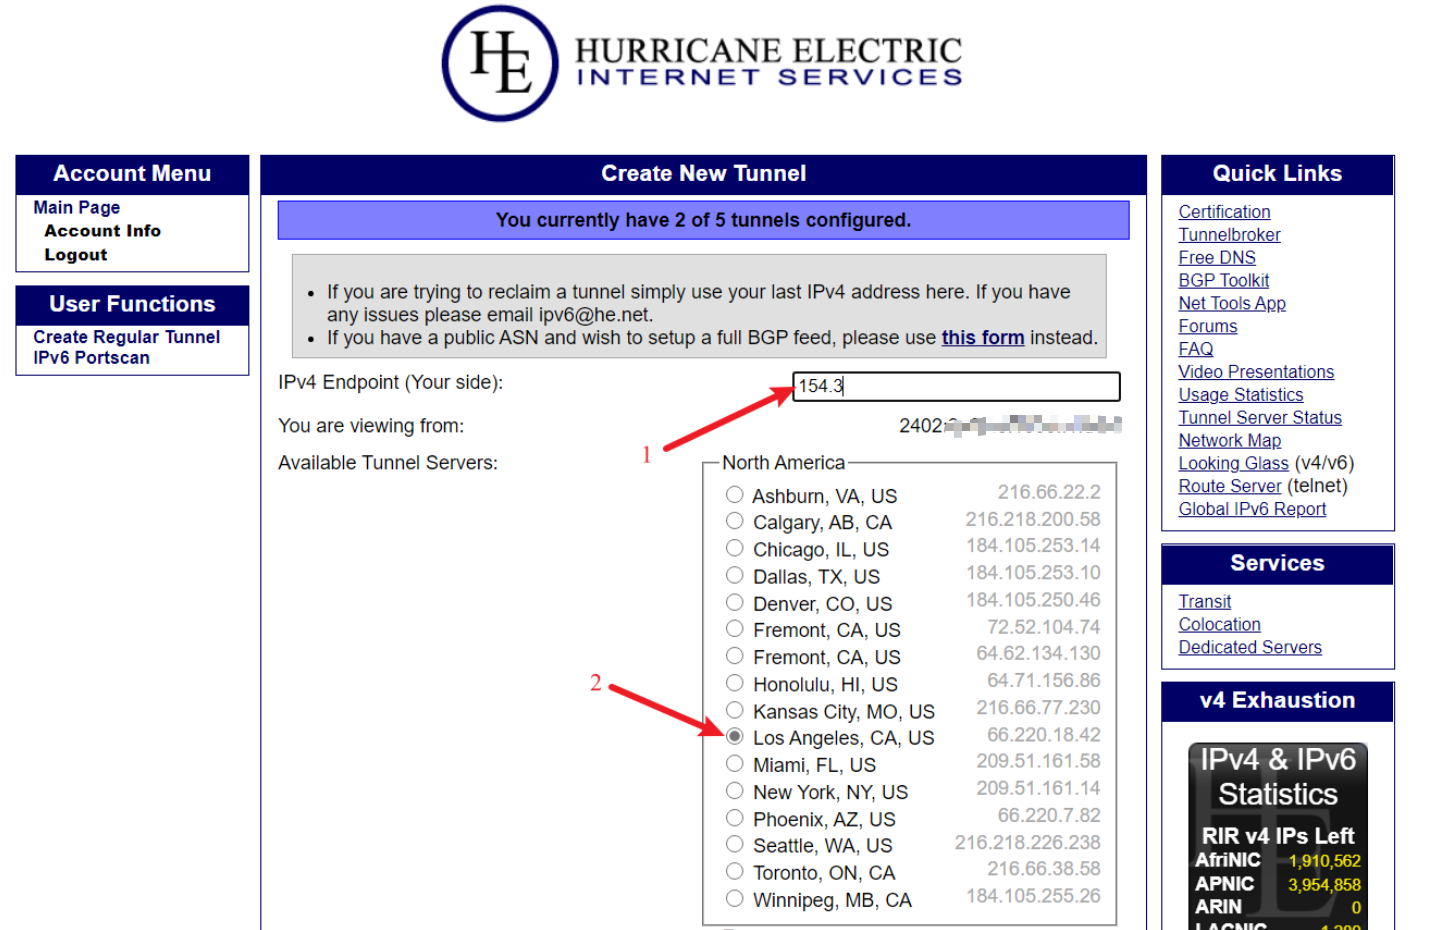 HE HURRICANE ELECTRIC
INTERNET SERVICES
Account Menu
Main Page
Account Info
Logout
User Functions
Create Regular Tunnel
IPv6 Portscan
Create New Tunnel
You currently have 2 of 5 tunnels configured.
• If you are trying to reclaim a tunnel simply use your last IPv4 address here. If you have
any issues please email ipv6@he.net.
• If you have a public ASN and wish to setup a full BGP feed, please use this form instead.
IPv4 Endpoint (Your side): 154.3
You are viewing from: 2402:
1
Available Tunnel Servers:
North America
Ashburn, VA, US 216.66.22.2
Calgary, AB, CA 216.218.200.58
Chicago, IL, US 184.105.253.14
Dallas, TX, US 184.105.253.10
Denver, CO, US 184.105.250.46
Fremont, CA, US 72.52.104.74
Fremont, CA, US 64.62.134.130
2
Honolulu, HI, US 64.71.156.86
Kansas City, MO, US 216.66.77.230
Los Angeles, CA, US 66.220.18.42
Miami, FL, US 209.51.161.58
New York, NY, US 209.51.161.14
Phoenix, AZ, US 66.220.7.82
Seattle, WA, US 216.218.226.238
Toronto, ON, CA 216.66.38.58
Winnipeg, MB, CA 184.105.255.26
Quick Links
Certification
Tunnelbroker
Free DNS
BGP Toolkit
Net Tools App
Forums
FAQ
Video Presentations
Usage Statistics
Tunnel Server Status
Network Map
Looking Glass (v4/v6)
Route Server (telnet)
Global IPv6 Report
Services
Transit
Colocation
Dedicated Servers
v4 Exhaustion
IPv4 & IPv6
Statistics
RIR v4 IPs Left
AfriNIC 1,910,562
APNIC 3,954,858
ARIN 0